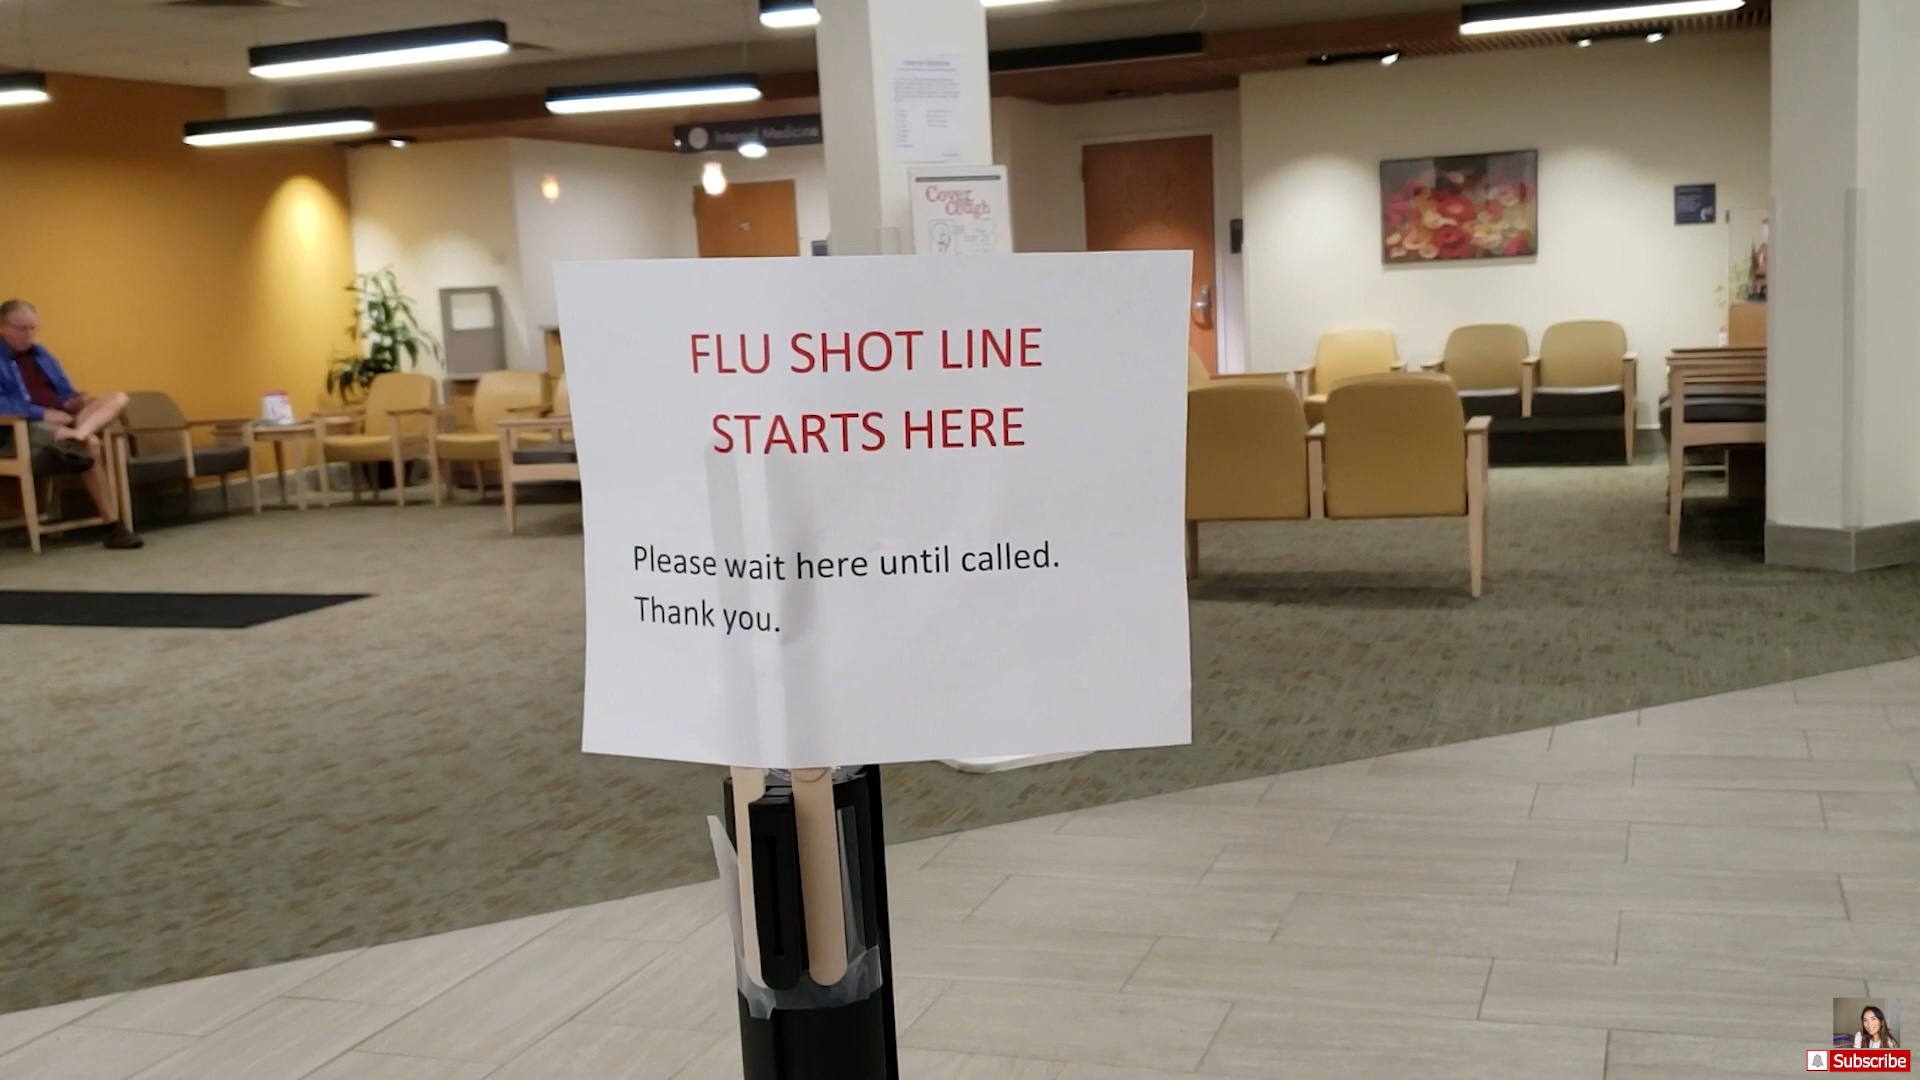 Internal Medicine
Cover
Cough
FLU SHOT LINE
STARTS HERE
Please wait here until called.
Thank you.
Subscribe